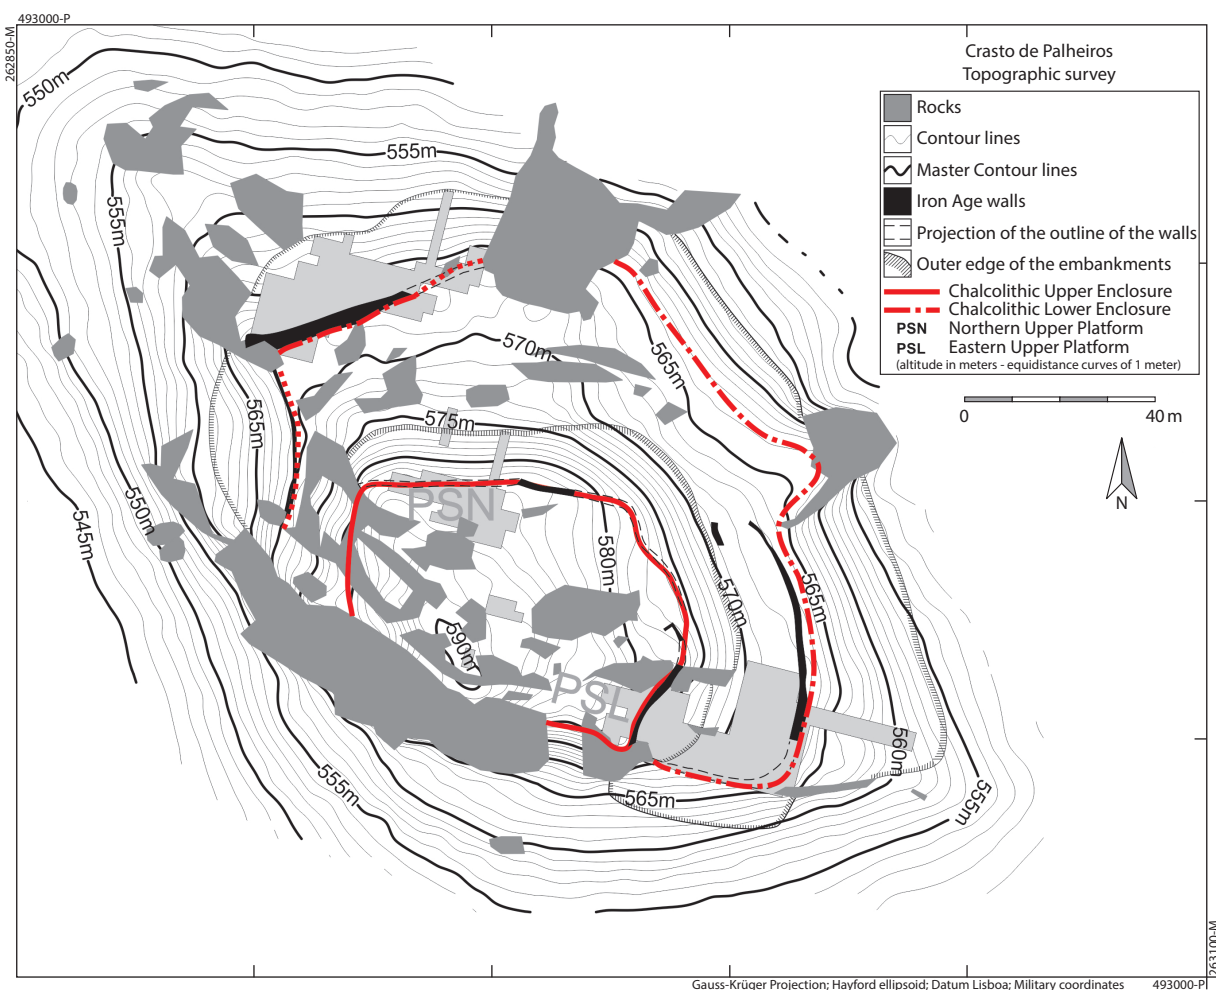 493000-P
262850-M
Crasto de Palheiros
Topographic survey
Rocks
Contour lines
Master Contour lines
Iron Age walls
Projection of the outline of the walls
Outer edge of the embankments
Chalcolithic Upper Enclosure
Chalcolithic Lower Enclosure
PSN Northern Upper Platform
PSL Eastern Upper Platform
(altitude in meters - equidistance curves of 1 meter)
0 40 m
N
550m
555m
555m
570m
565m
575m
565m
550m
545m
PSN
580m
570m
565m
590m
PSL
560m
555m
565m
555m
263100-M
Gauss-Krüger Projection; Hayford ellipsoid; Datum Lisboa; Military coordinates
493000-P